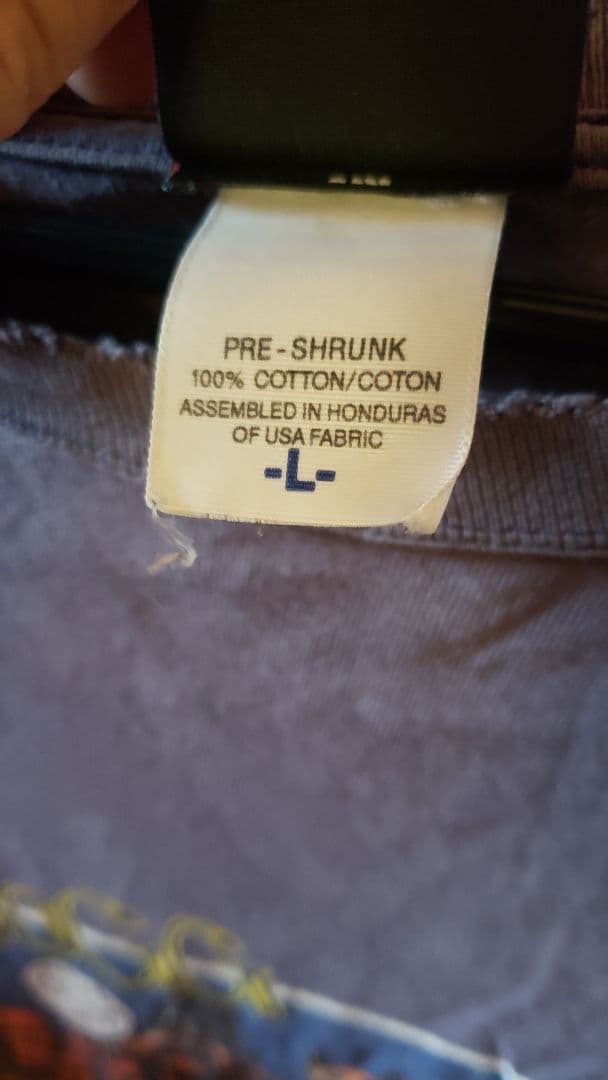 PRE-SHRUNK
100% COTTON/COTON
ASSEMBLED IN HONDURAS
OF USA FABRIC
-L-